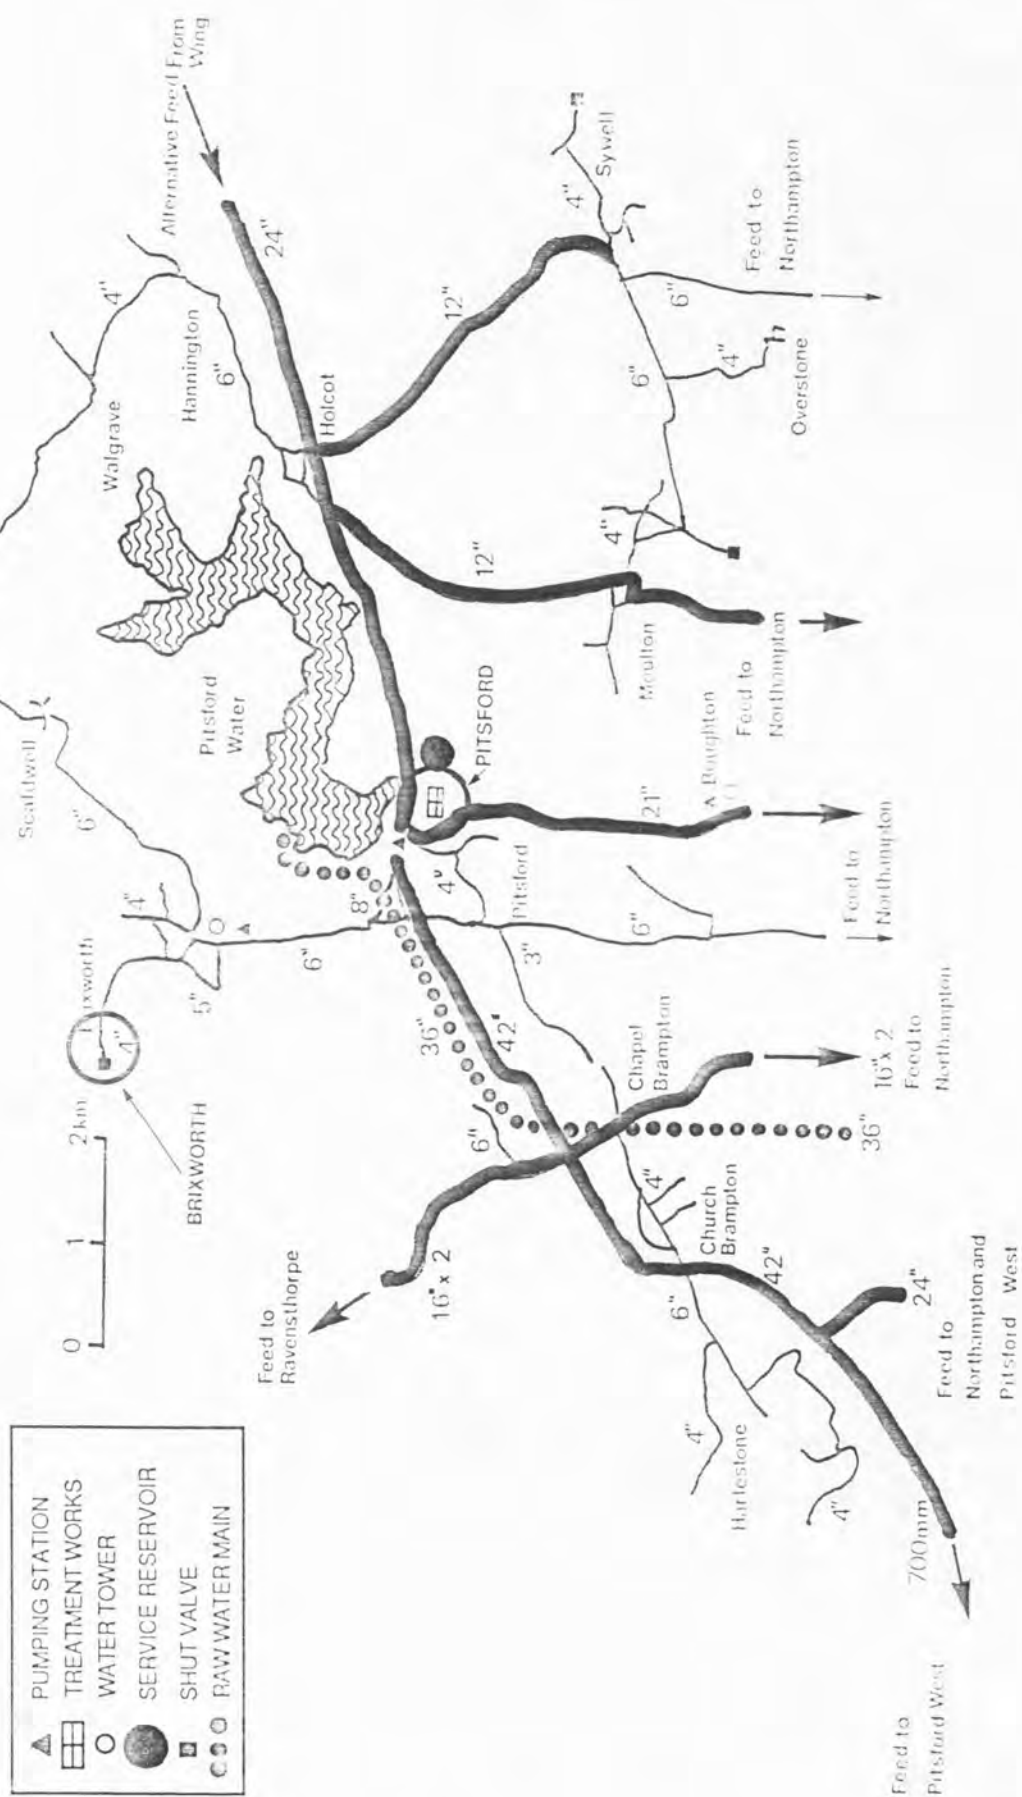 PUMPING STATION
TREATMENT WORKS
WATER TOWER
SERVICE RESERVOIR
SHUT VALVE
RAW WATER MAIN
0 1 2km
BRIXWORTH
4"
5"
4"
6"
Scaldwell
6"
Pitsford
Water
Walgrave
Hannington
4"
6"
Alternative Feed From
Wing
24"
Holcot
12"
12"
Sywell
4"
6"
Feed to
Northampton
6"
4"
Overstone
4"
Moulton
Feed to
Northampton
PITSFORD
21"
Boughton
8"
4"
Pitsford
3"
6"
Feed to
Northampton
36"
42"
Chapel
Brampton
16" x 2
Feed to
Northampton
36"
6"
16" x 2
Feed to
Ravensthorpe
4"
Church
Brampton
42"
6"
24"
Feed to
Northampton and
Pitsford West
4"
Harlestone
4"
700mm
Feed to
Pitsford West